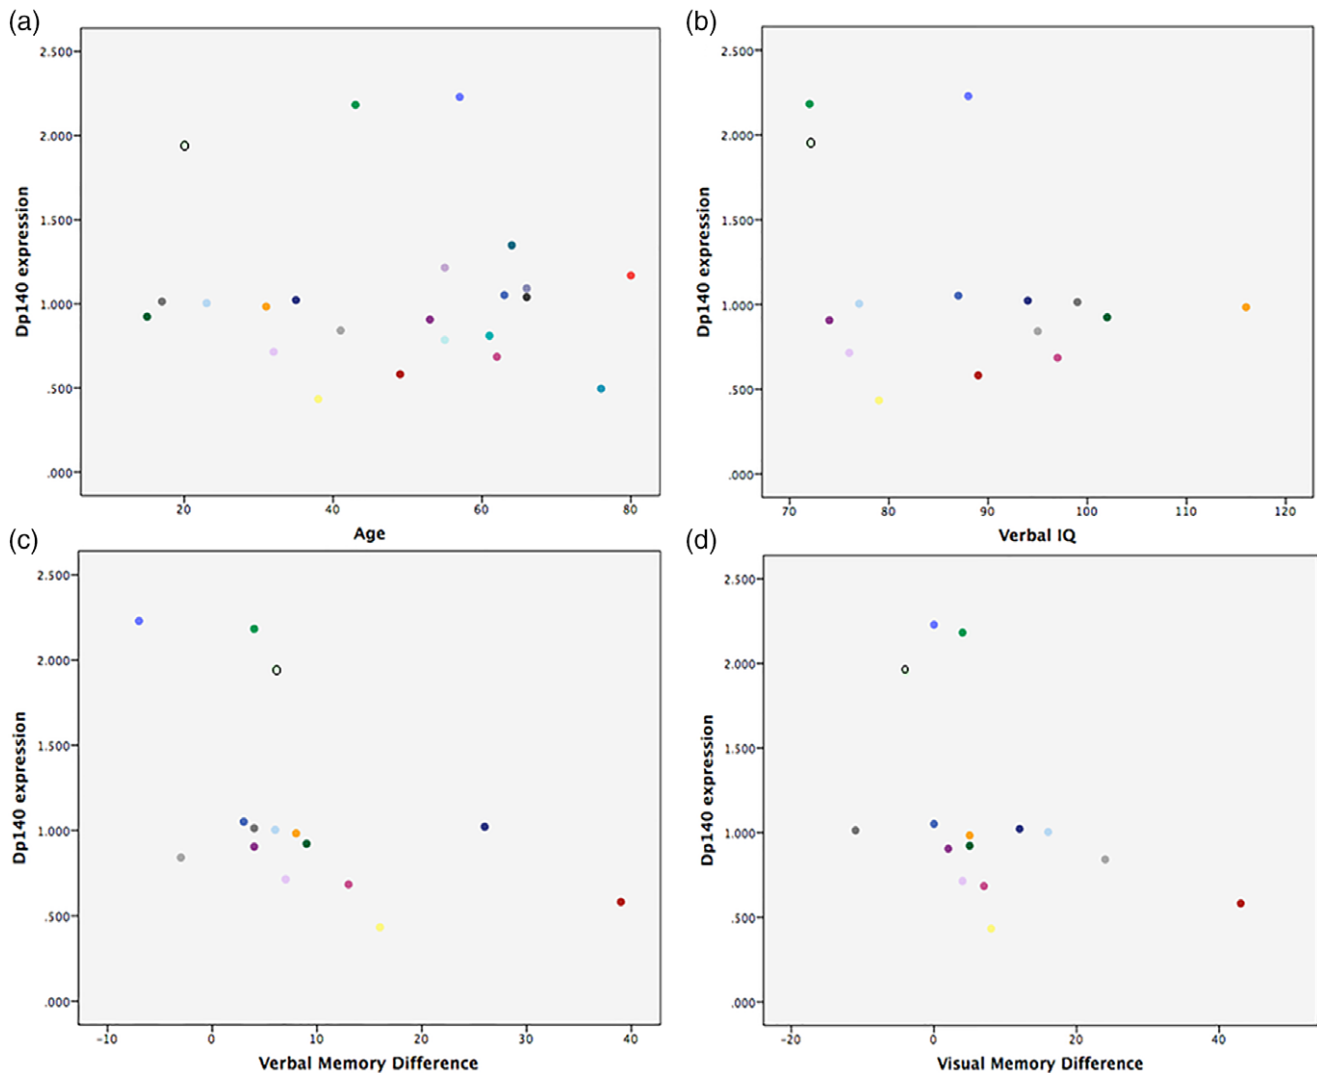 (a)
2.500
2.000
1.500
1.000
.500
.000
Dp140 expression
20 40 60 80
Age
(b)
2.500
2.000
1.500
1.000
.500
.000
Dp140 expression
70 80 90 100 110 120
Verbal IQ
(c)
2.500
2.000
1.500
1.000
.500
.000
Dp140 expression
-10 0 10 20 30 40
Verbal Memory Difference
(d)
2.500
2.000
1.500
1.000
.500
.000
Dp140 expression
-20 0 20 40
Visual Memory Difference